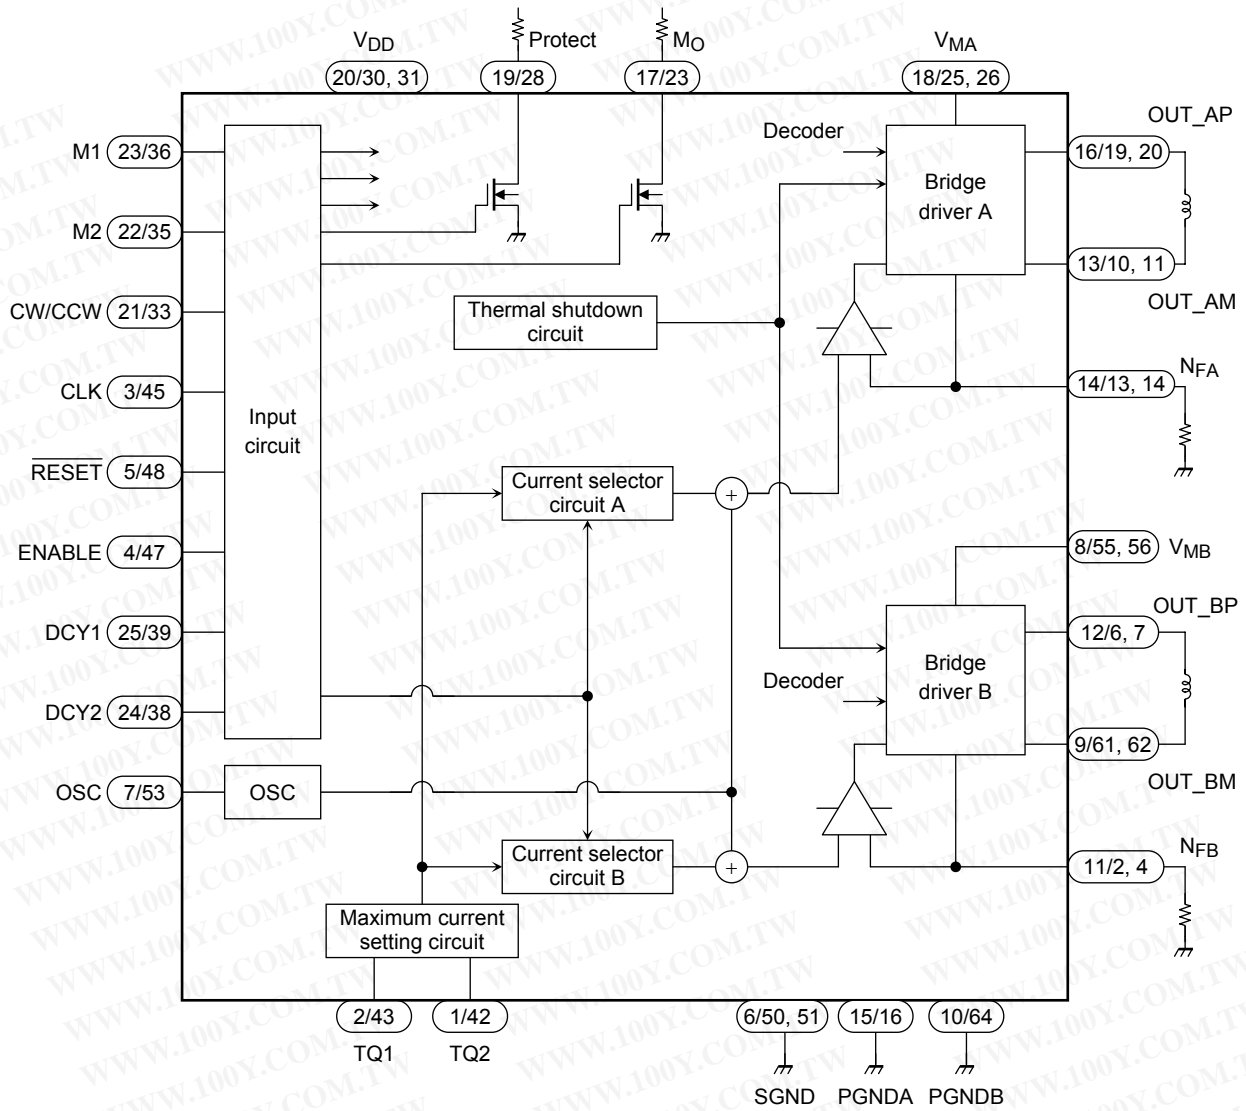 VDD
Protect
MO
VMA
20/30, 31
19/28
17/23
18/25, 26
OUT_AP
M1 23/36
Decoder
16/19, 20
Bridge
driver A
M2 22/35
13/10, 11
OUT_AM
CW/CCW 21/33
Thermal shutdown
circuit
NFA
CLK 3/45
14/13, 14
Input
circuit
RESET 5/48
Current selector
circuit A
+
ENABLE 4/47
8/55, 56 VMB
OUT_BP
DCY1 25/39
12/6, 7
Bridge
driver B
Decoder
DCY2 24/38
9/61, 62
OUT_BM
OSC 7/53
OSC
Current selector
circuit B
+
NFB
11/2, 4
Maximum current
setting circuit
2/43
1/42
6/50, 51
15/16
10/64
TQ1
TQ2
SGND
PGNDA
PGNDB
WWW.100Y.COM.TW